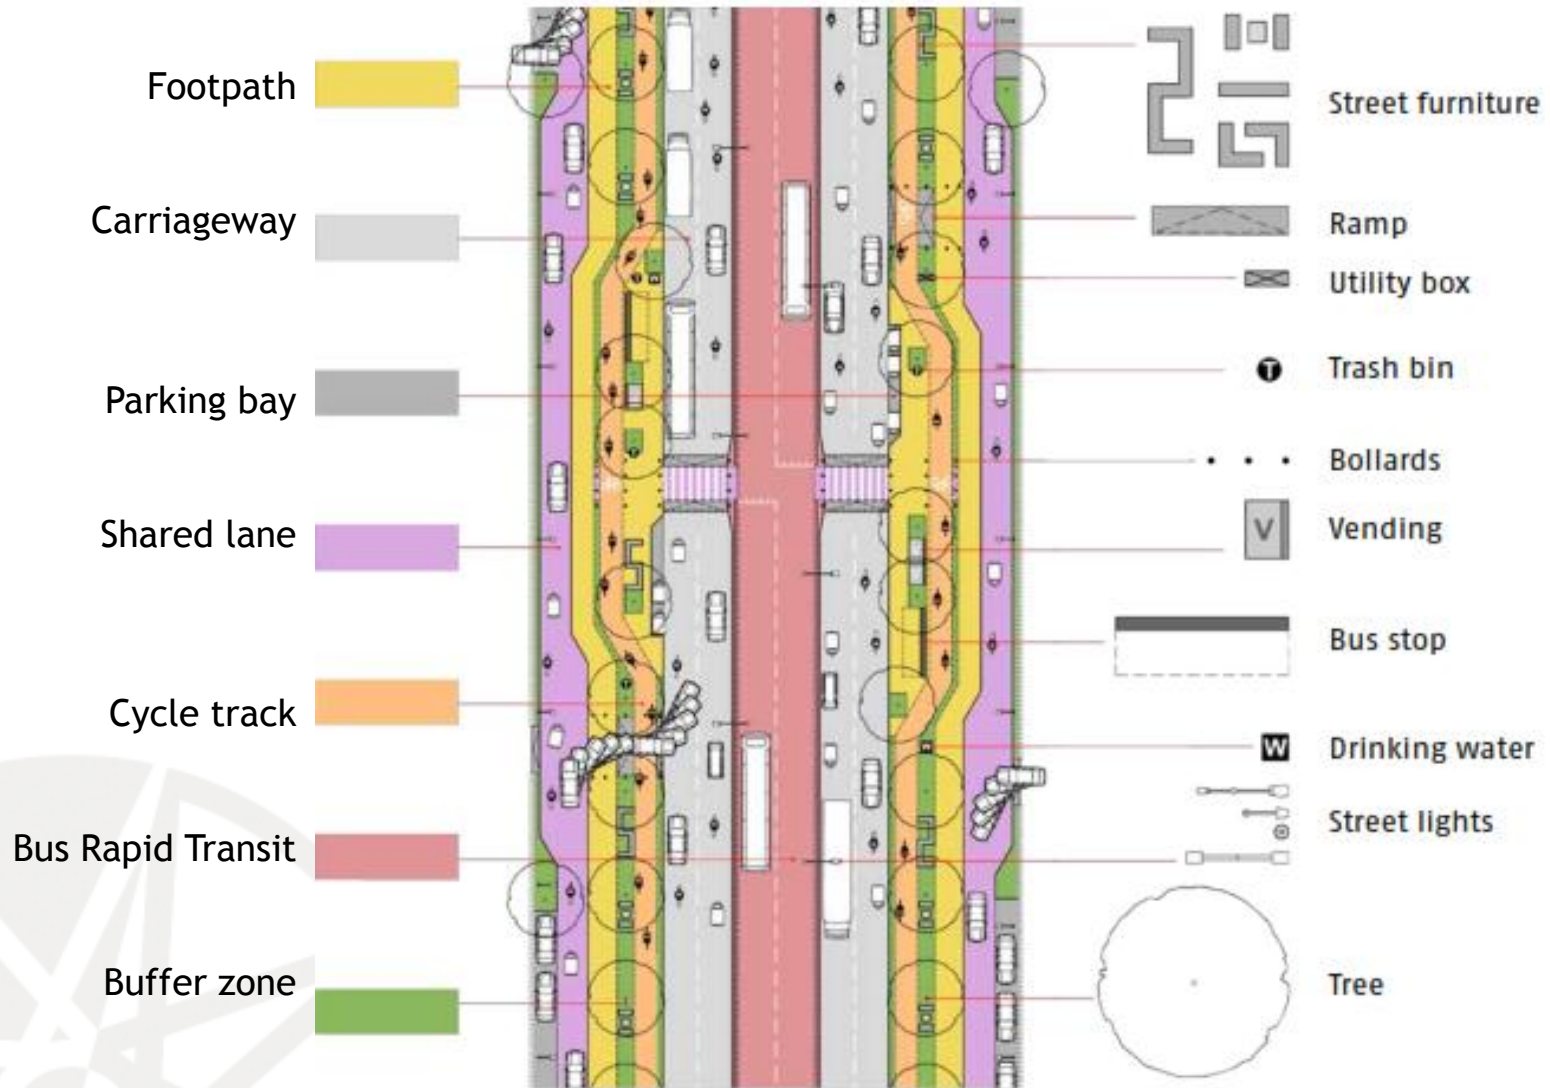 Footpath
Carriageway
Parking bay
Shared lane
Cycle track
Bus Rapid Transit
Buffer zone
Street furniture
Ramp
Utility box
T
Trash bin
Bollards
V
Vending
Bus stop
W
Drinking water
Street lights
Tree